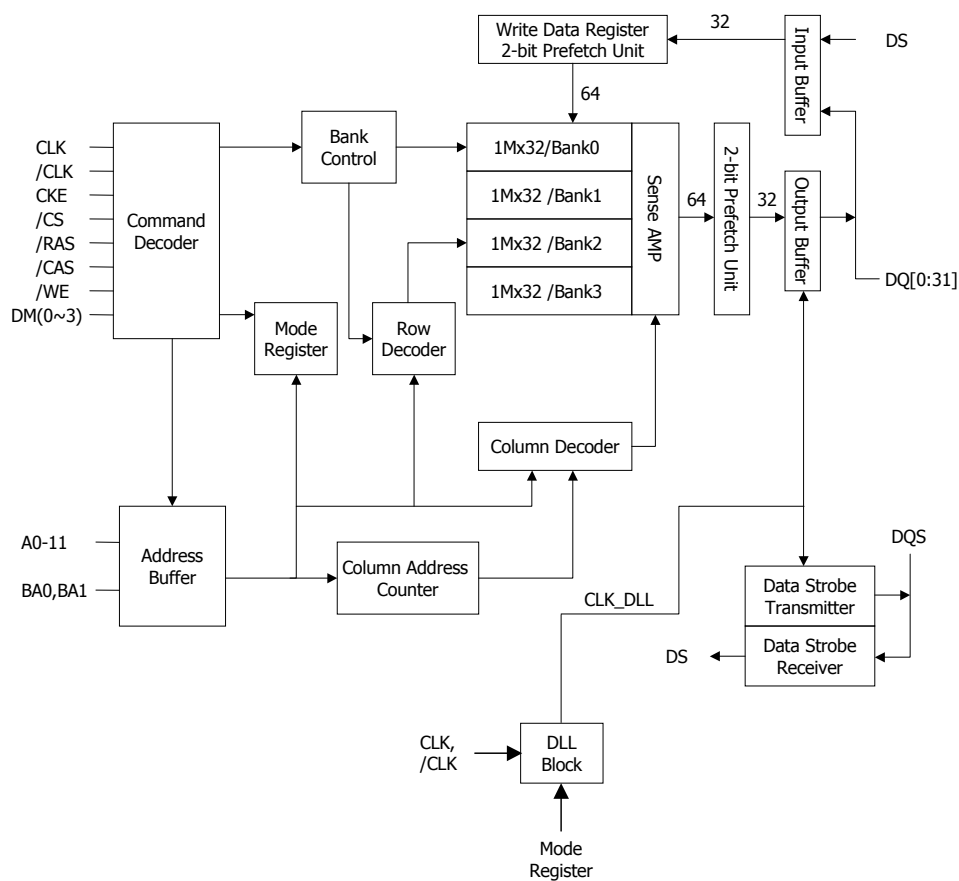 Write Data Register
2-bit Prefetch Unit
32
Input Buffer
DS
64
CLK
/CLK
CKE
/CS
/RAS
/CAS
/WE
DM(0~3)
Command
Decoder
Bank
Control
1Mx32/Bank0
1Mx32 /Bank1
1Mx32 /Bank2
1Mx32 /Bank3
Sense AMP
64
2-bit Prefetch Unit
32
Output Buffer
DQ[0:31]
Mode
Register
Row
Decoder
Column Decoder
A0-11
BA0,BA1
Address
Buffer
Column Address
Counter
CLK_DLL
DQS
Data Strobe
Transmitter
Data Strobe
Receiver
DS
CLK,
/CLK
DLL
Block
Mode
Register